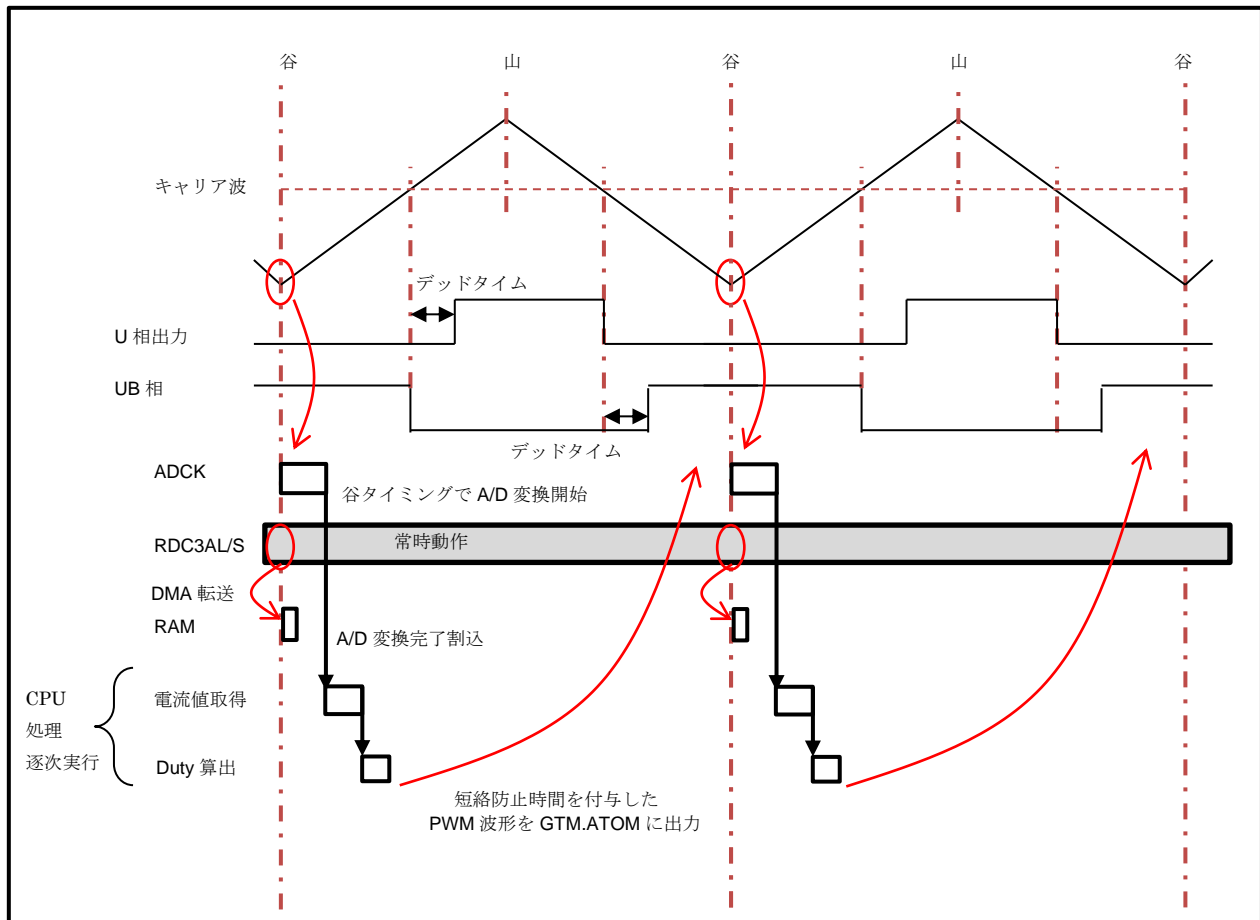 谷 山 谷 山 谷
キャリア波
デッドタイム
U 相出力
UB 相
デッドタイム
ADCK
谷タイミングで A/D 変換開始
RDC3AL/S
常時動作
DMA 転送
RAM
A/D 変換完了割込
CPU
処理
逐次実行
電流値取得
Duty 算出
短絡防止時間を付与した
PWM 波形を GTM.ATOM に出力